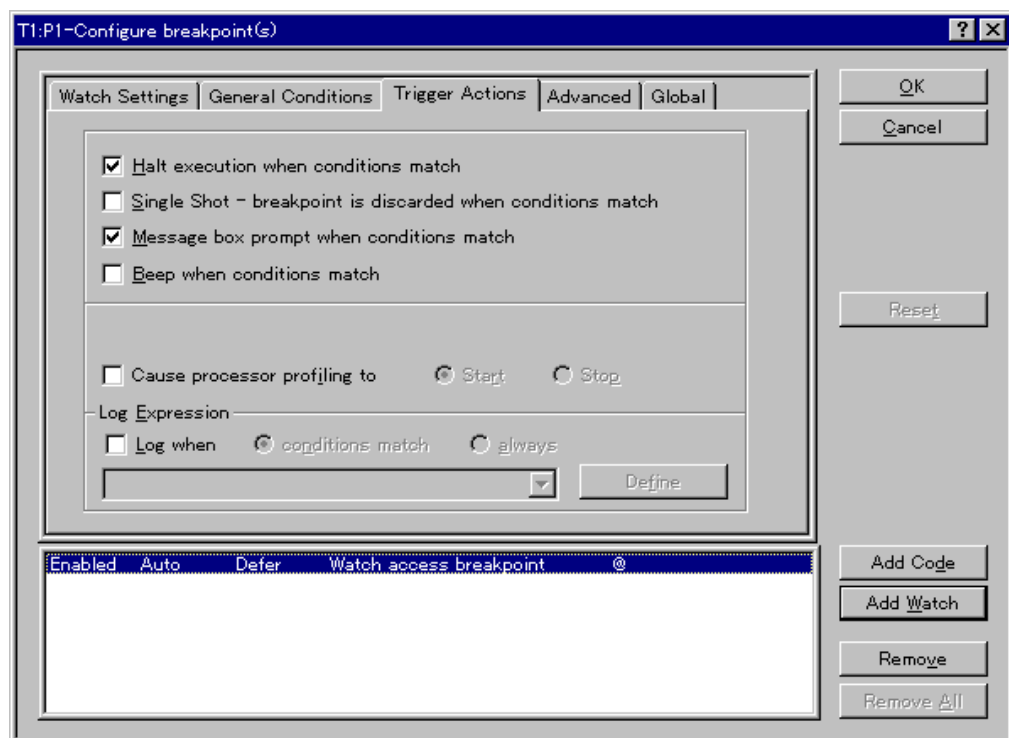 T1:P1-Configure breakpoint(s)
Watch Settings General Conditions Trigger Actions Advanced Global
OK
Cancel
Halt execution when conditions match
Single Shot - breakpoint is discarded when conditions match
Message box prompt when conditions match
Beep when conditions match
Reset
Cause processor profiling to Start Stop
Log Expression
Log when conditions match always
Define
Enabled Auto Defer Watch access breakpoint @
Add Code
Add Watch
Remove
Remove All